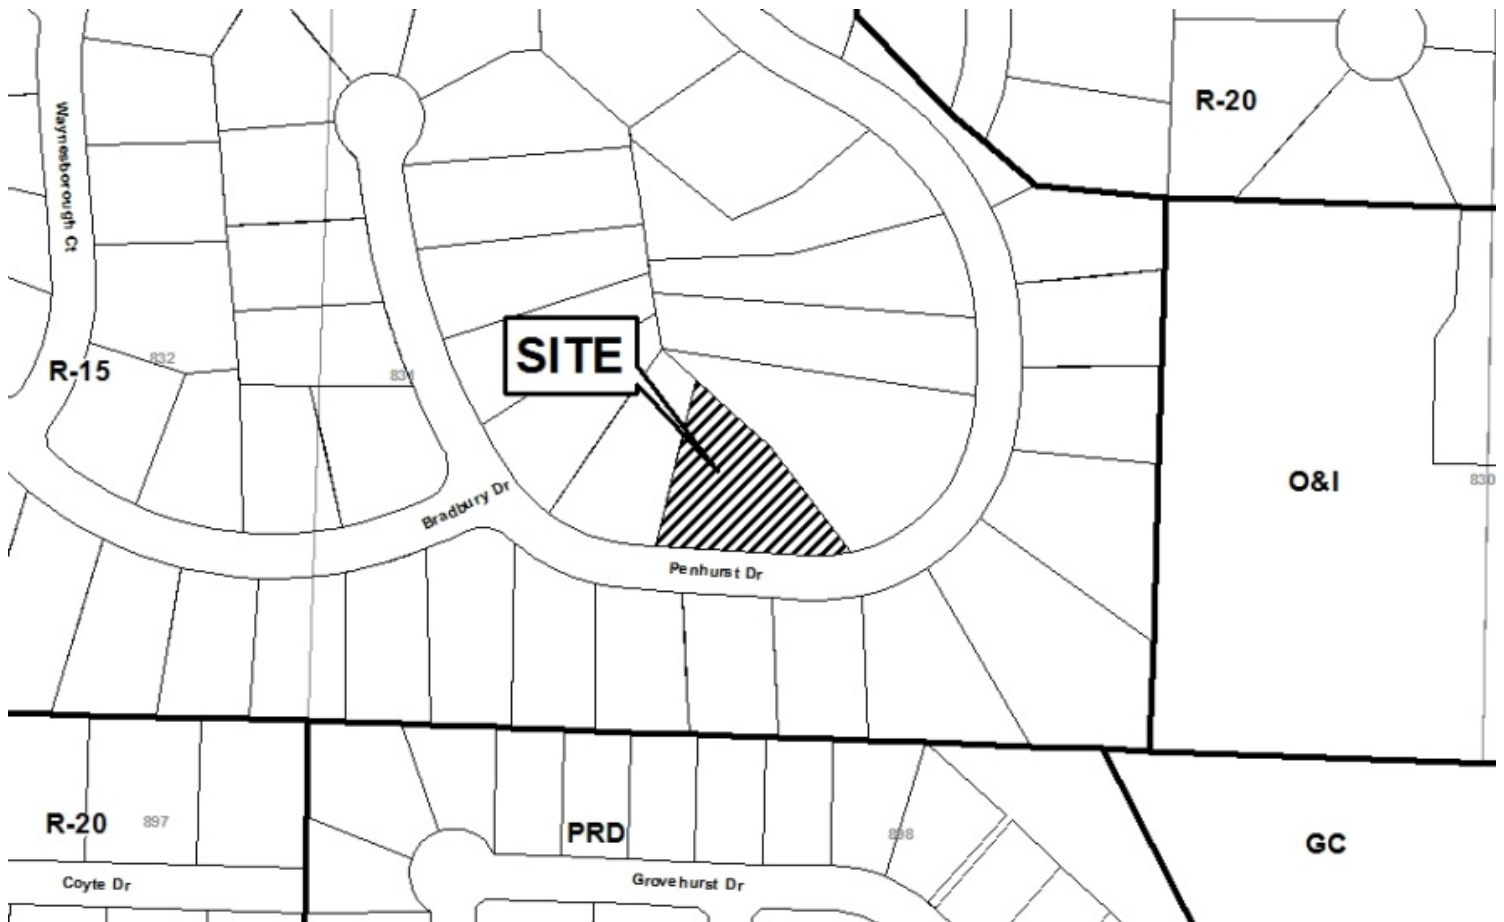 R-20
Waynesborough Ct
SITE
832
R-15
831
O&I
830
Bradbury Dr
Penhurst Dr
R-20
897
PRD
898
GC
Coyte Dr
Grovehurst Dr